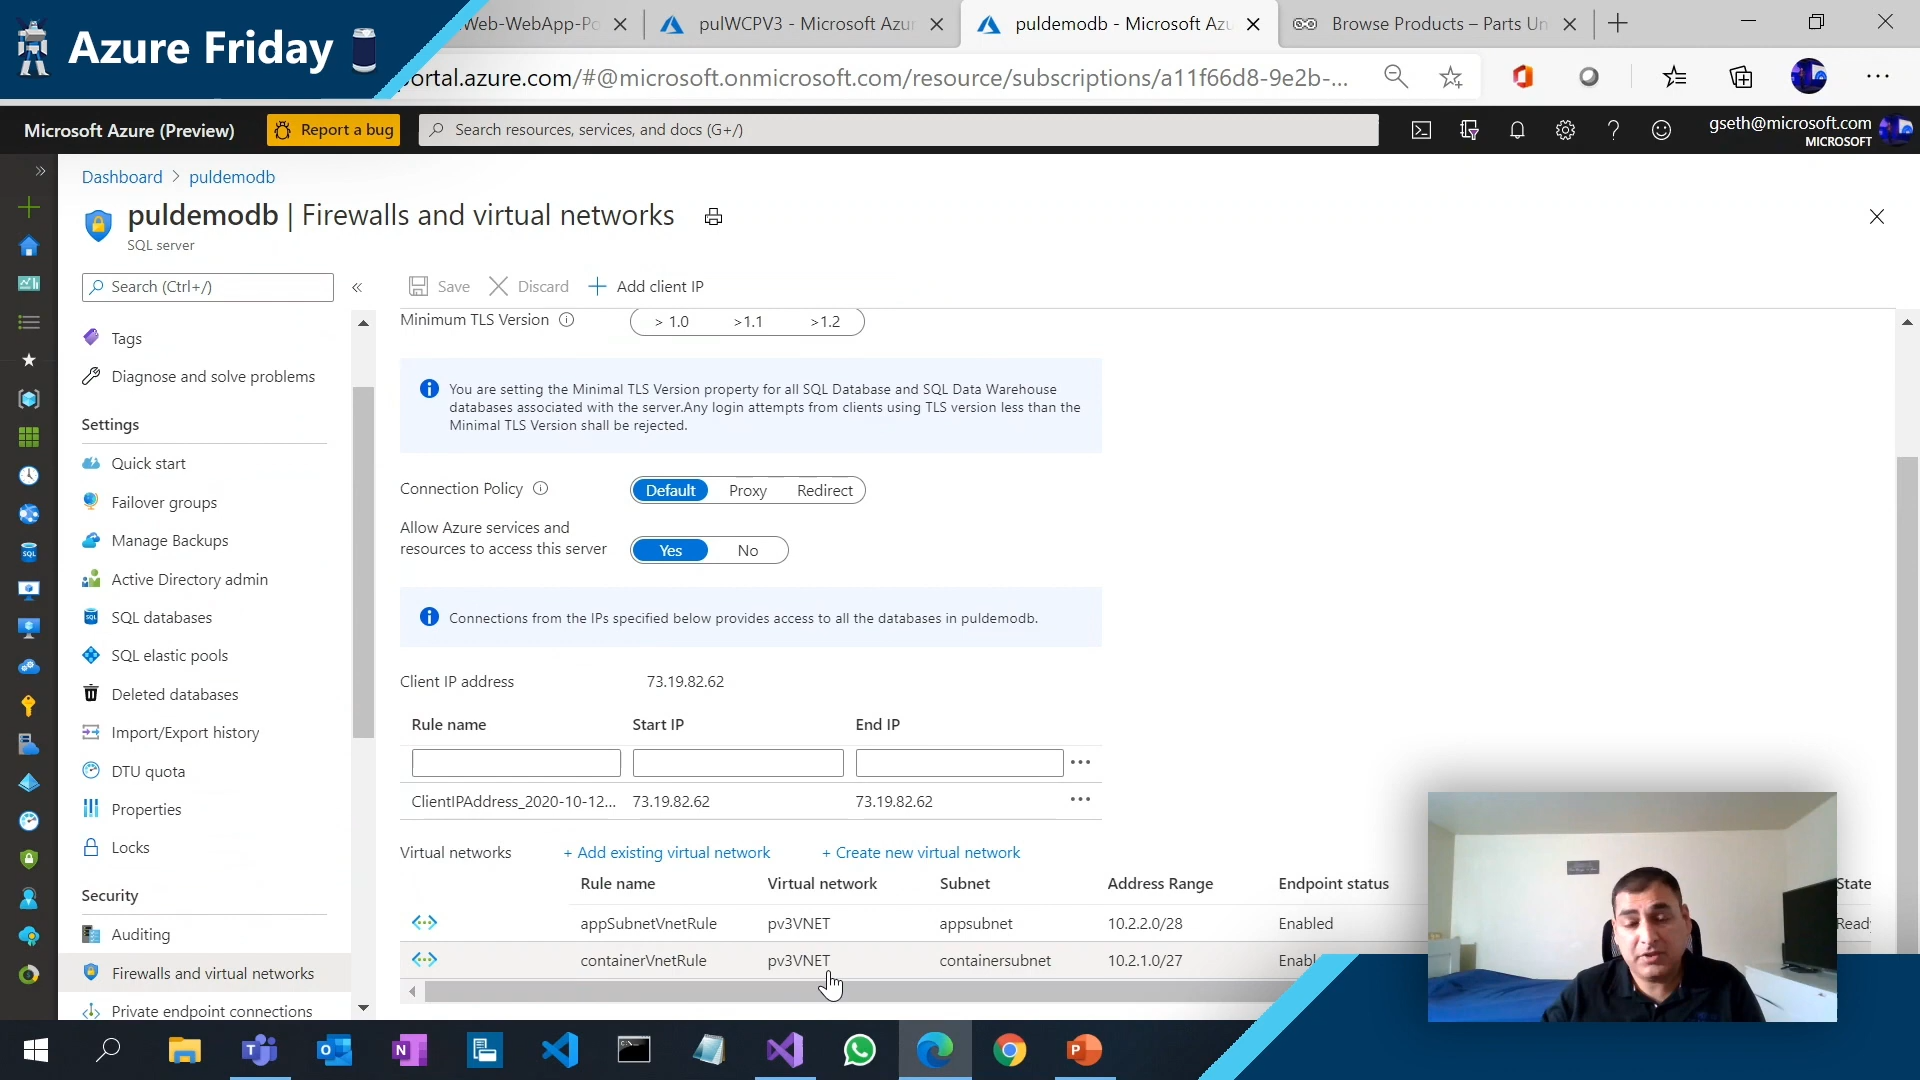 Azure Friday
Web-WebApp-Po
pulWCPV3 - Microsoft Azur
puldemodb - Microsoft Azu
Browse Products – Parts Un
portal.azure.com/#@microsoft.onmicrosoft.com/resource/subscriptions/a11f66d8-9e2b-...
Microsoft Azure (Preview)
Report a bug
Search resources, services, and docs (G+/)
gseth@microsoft.com
MICROSOFT
Dashboard > puldemodb
puldemodb | Firewalls and virtual networks
SQL server
Search (Ctrl+/)
Save
Discard
Add client IP
Tags
Diagnose and solve problems
Settings
Quick start
Failover groups
Manage Backups
Active Directory admin
SQL databases
SQL elastic pools
Deleted databases
Import/Export history
DTU quota
Properties
Locks
Security
Auditing
Firewalls and virtual networks
Private endpoint connections
Minimum TLS Version
> 1.0 >1.1 >1.2
You are setting the Minimal TLS Version property for all SQL Database and SQL Data Warehouse
databases associated with the server.Any login attempts from clients using TLS version less than the
Minimal TLS Version shall be rejected.
Connection Policy
Default Proxy Redirect
Allow Azure services and
resources to access this server
Yes No
Connections from the IPs specified below provides access to all the databases in puldemodb.
Client IP address 73.19.82.62
Rule name Start IP End IP
ClientIPAddress_2020-10-12... 73.19.82.62 73.19.82.62
Virtual networks + Add existing virtual network + Create new virtual network
Rule name Virtual network Subnet Address Range Endpoint status State
appSubnetVnetRule pv3VNET appsubnet 10.2.2.0/28 Enabled Ready
containerVnetRule pv3VNET containersubnet 10.2.1.0/27 Enabl